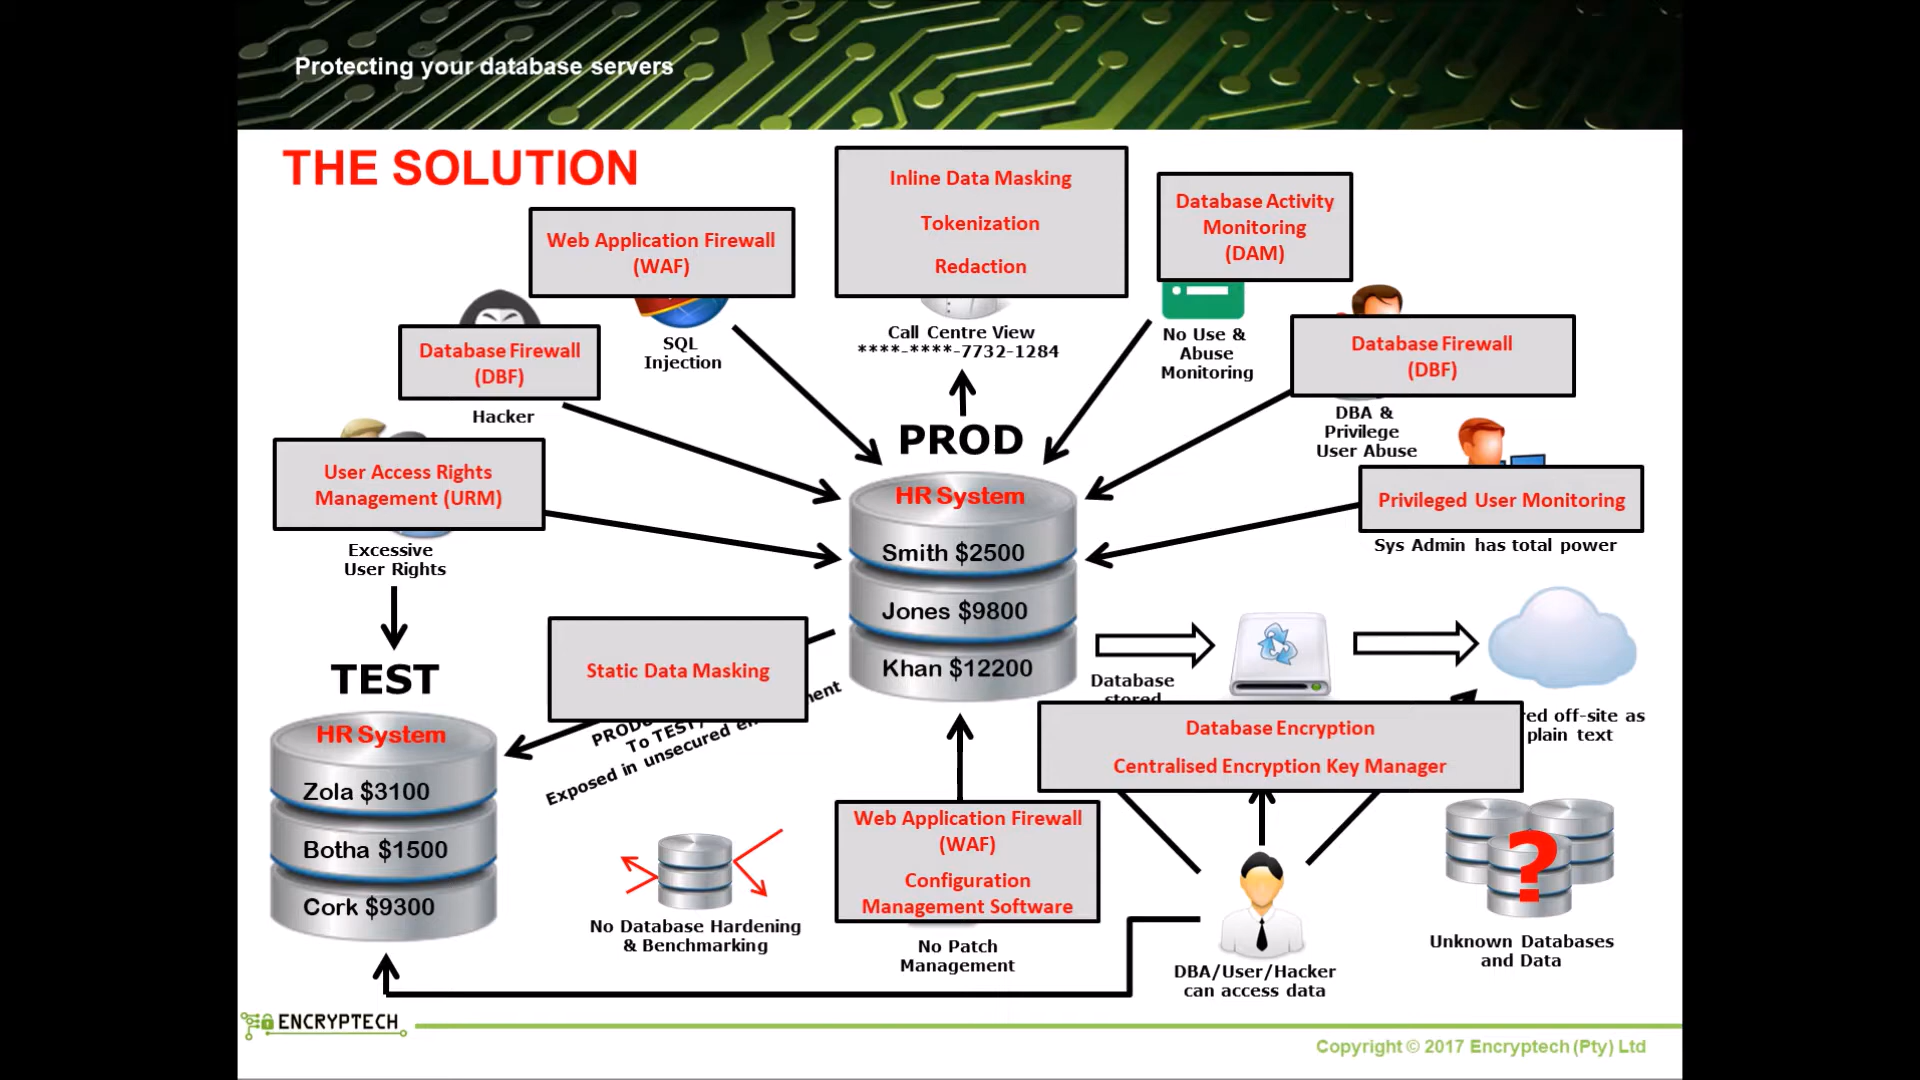 Protecting your database servers
THE SOLUTION
Inline Data Masking
Tokenization
Redaction
Database Activity
Monitoring
(DAM)
Web Application Firewall
(WAF)
Database Firewall
(DBF)
SQL
Injection
Hacker
Call Centre View
****-****-7732-1284
No Use &
Abuse
Monitoring
Database Firewall
(DBF)
DBA &
Privilege
User Abuse
User Access Rights
Management (URM)
Excessive
User Rights
PROD
HR System
Smith $2500
Jones $9800
Khan $12200
Privileged User Monitoring
Sys Admin has total power
TEST
HR System
Zola $3100
Botha $1500
Cork $9300
Static Data Masking
To TEST
Exposed in unsecured
Database
stored
off-site as
plain text
Database Encryption
Centralised Encryption Key Manager
Web Application Firewall
(WAF)
Configuration
Management Software
No Database Hardening
& Benchmarking
No Patch
Management
DBA/User/Hacker
can access data
?
Unknown Databases
and Data
ENCRYPTECH
Copyright © 2017 Encryptech (Pty) Ltd